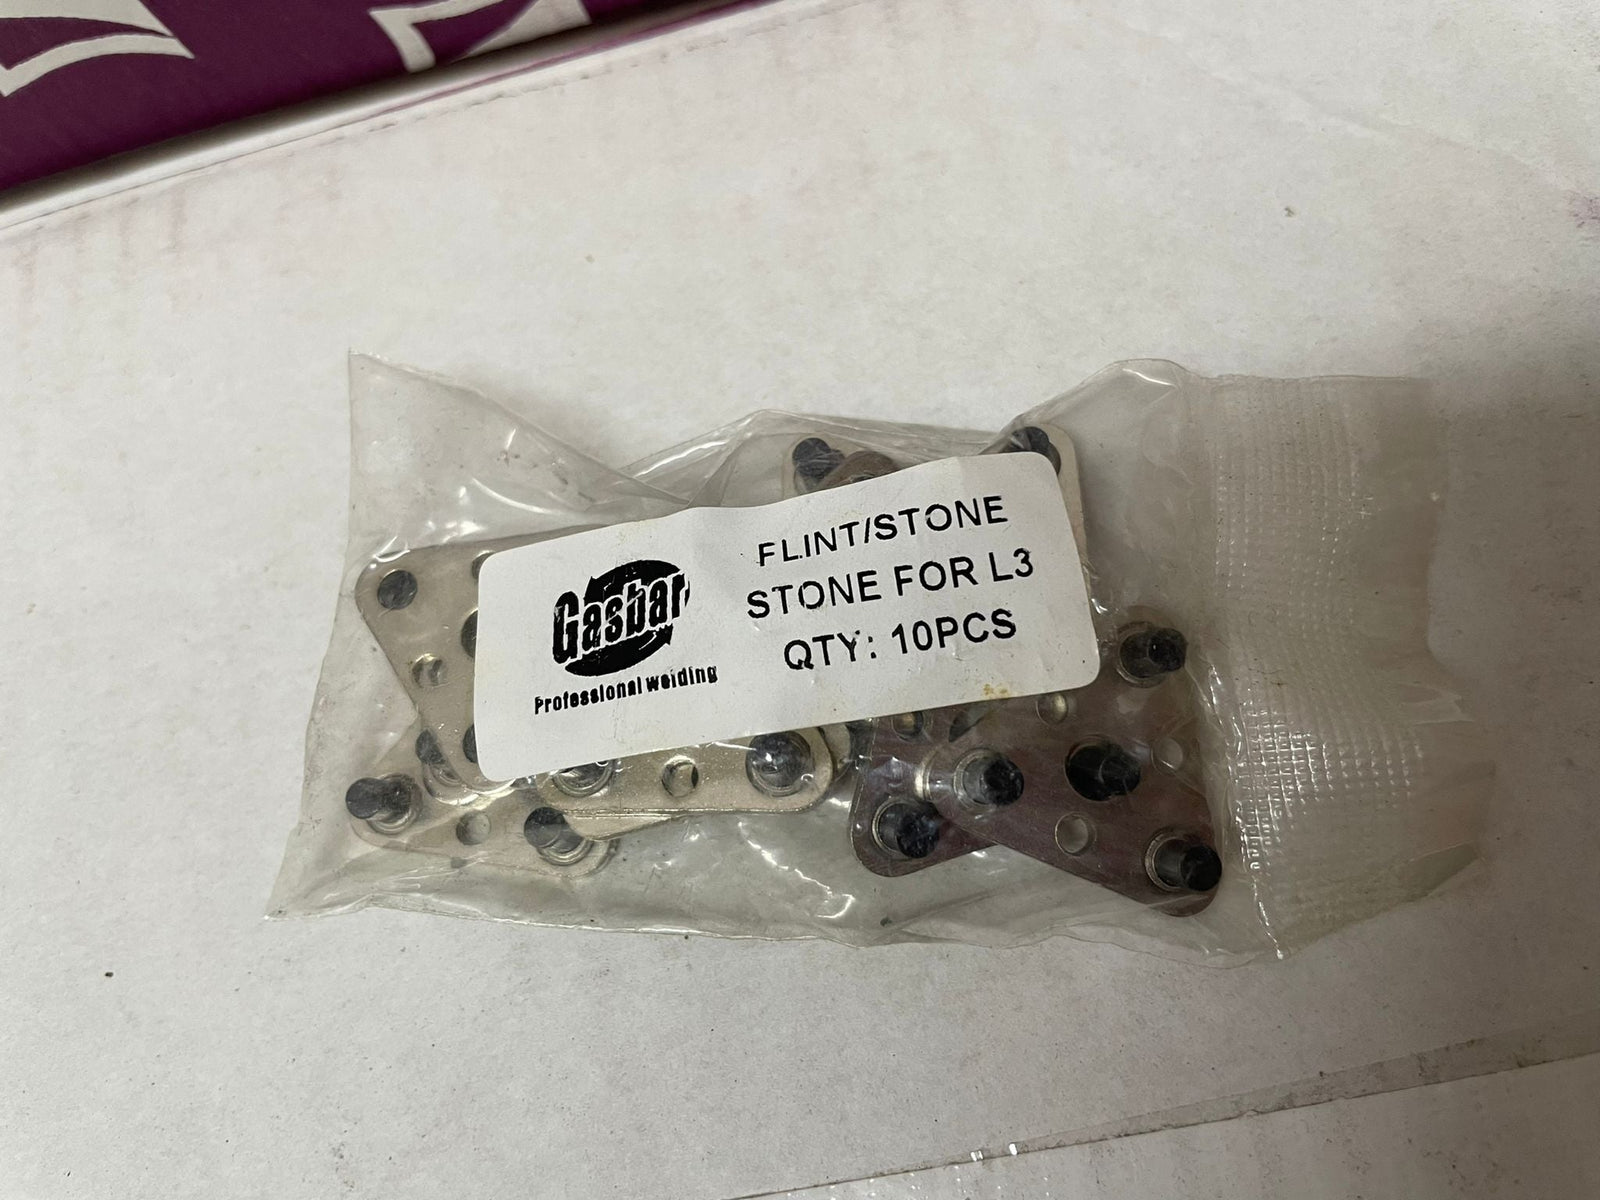 Gasbar
Professional welding
FLINT/STONE
STONE FOR L3
QTY: 10PCS